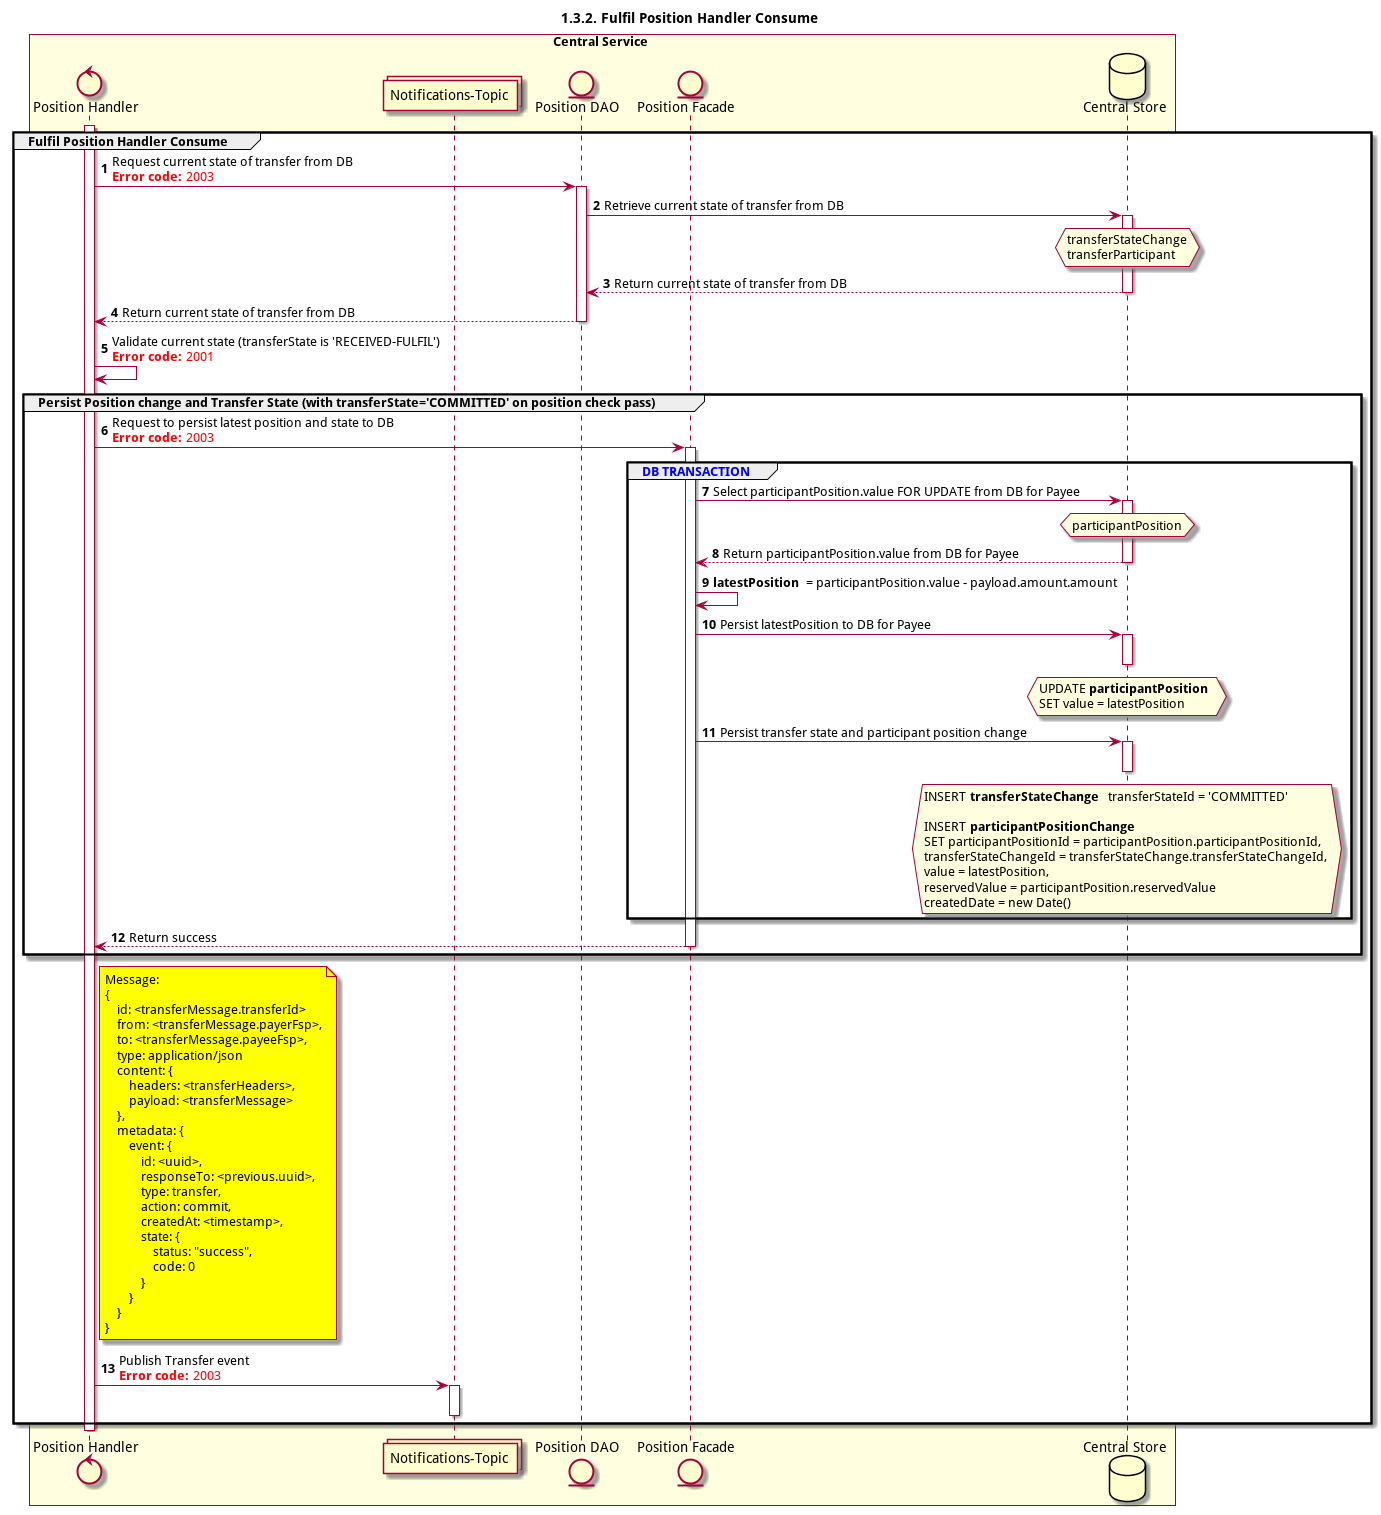 1.3.2. Fulfil Position Handler Consume
Central Service
Position Handler
Notifications-Topic
Position DAO
Position Facade
Central Store
Fulfil Position Handler Consume
1 Request current state of transfer from DB
Error code: 2003
2 Retrieve current state of transfer from DB
transferStateChange
transferParticipant
3 Return current state of transfer from DB
4 Return current state of transfer from DB
5 Validate current state (transferState is 'RECEIVED-FULFIL')
Error code: 2001
Persist Position change and Transfer State (with transferState='COMMITTED' on position check pass)
6 Request to persist latest position and state to DB
Error code: 2003
DB TRANSACTION
7 Select participantPosition.value FOR UPDATE from DB for Payee
participantPosition
8 Return participantPosition.value from DB for Payee
9 latestPosition = participantPosition.value - payload.amount.amount
10 Persist latestPosition to DB for Payee
UPDATE participantPosition
SET value = latestPosition
11 Persist transfer state and participant position change
INSERT transferStateChange transferStateId = 'COMMITTED'
INSERT participantPositionChange
SET participantPositionId = participantPosition.participantPositionId,
transferStateChangeId = transferStateChange.transferStateChangeId,
value = latestPosition,
reservedValue = participantPosition.reservedValue
createdDate = new Date()
12 Return success
Message:
{
id: <transferMessage.transferId>
from: <transferMessage.payerFsp>,
to: <transferMessage.payeeFsp>,
type: application/json
content: {
headers: <transferHeaders>,
payload: <transferMessage>
},
metadata: {
event: {
id: <uuid>,
responseTo: <previous.uuid>,
type: transfer,
action: commit,
createdAt: <timestamp>,
state: {
status: "success",
code: 0
}
}
}
}
13 Publish Transfer event
Error code: 2003
Position Handler
Notifications-Topic
Position DAO
Position Facade
Central Store